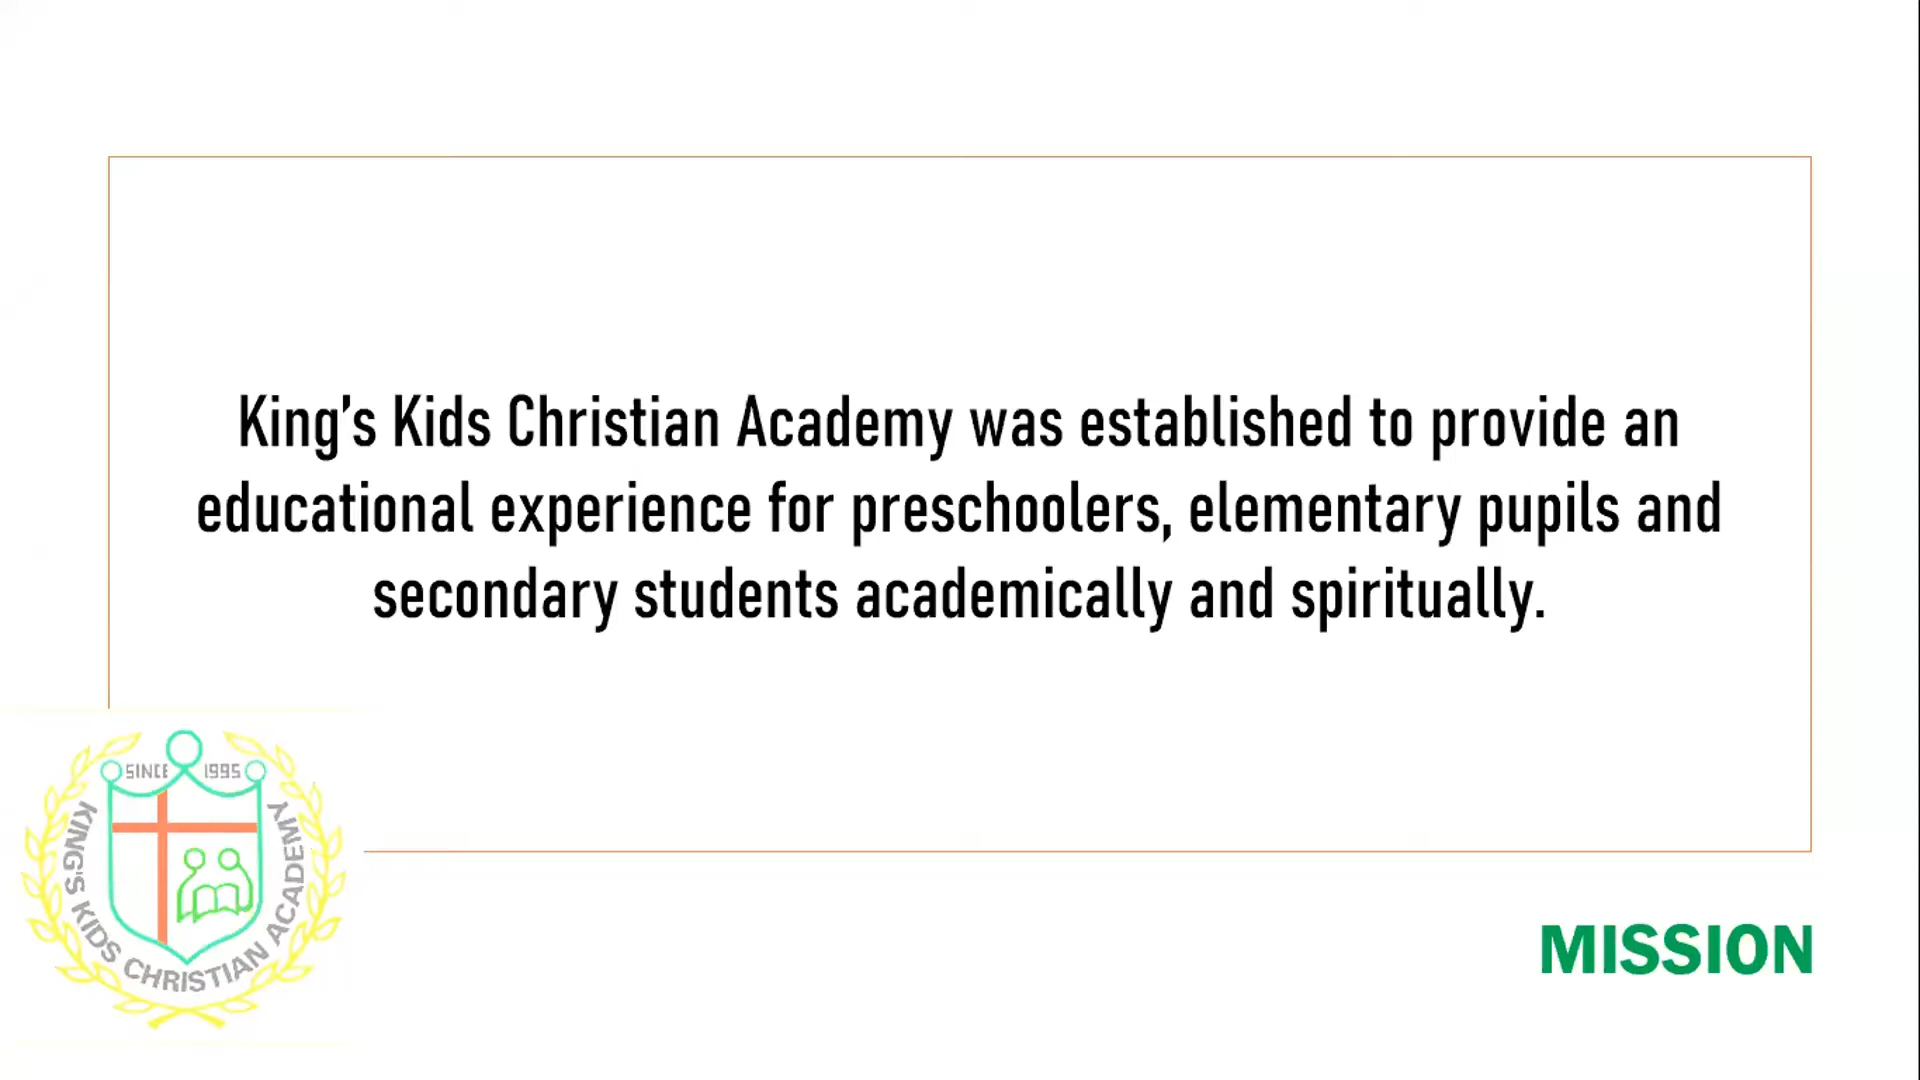 King’s Kids Christian Academy was established to provide an
educational experience for preschoolers, elementary pupils and
secondary students academically and spiritually.
SINCE 1995
KING'S KIDS CHRISTIAN ACADEMY
MISSION